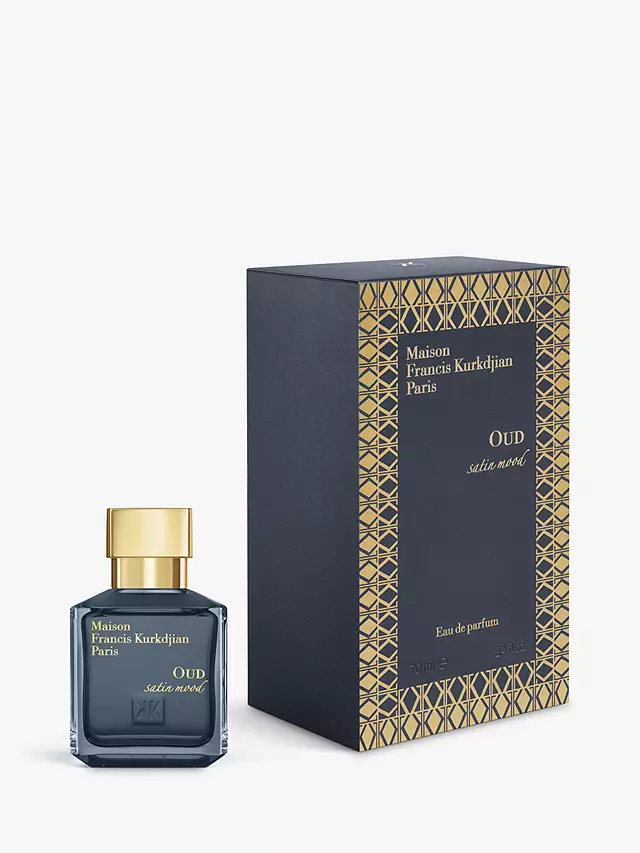 Maison
Francis Kurkdjian
Paris
OUD
satin mood
Eau de parfum
70 ml e
Maison
Francis Kurkdjian
Paris
OUD
satin mood